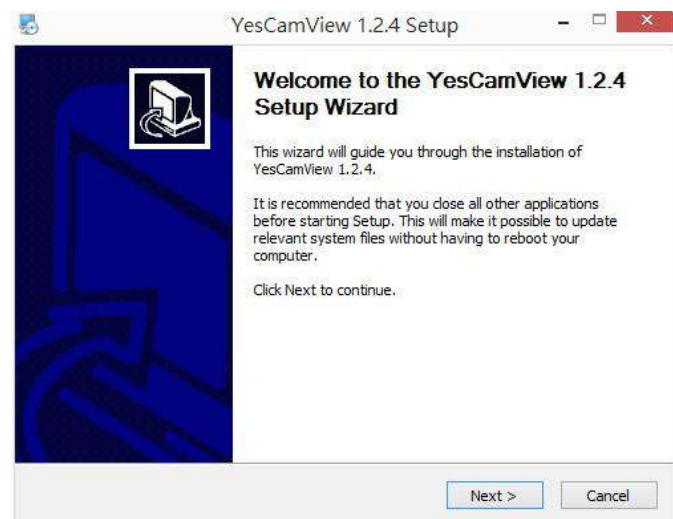 YesCamView 1.2.4 Setup
Welcome to the YesCamView 1.2.4
Setup Wizard
This wizard will guide you through the installation of
YesCamView 1.2.4.
It is recommended that you close all other applications
before starting Setup. This will make it possible to update
relevant system files without having to reboot your
computer.
Click Next to continue.
Next >
Cancel